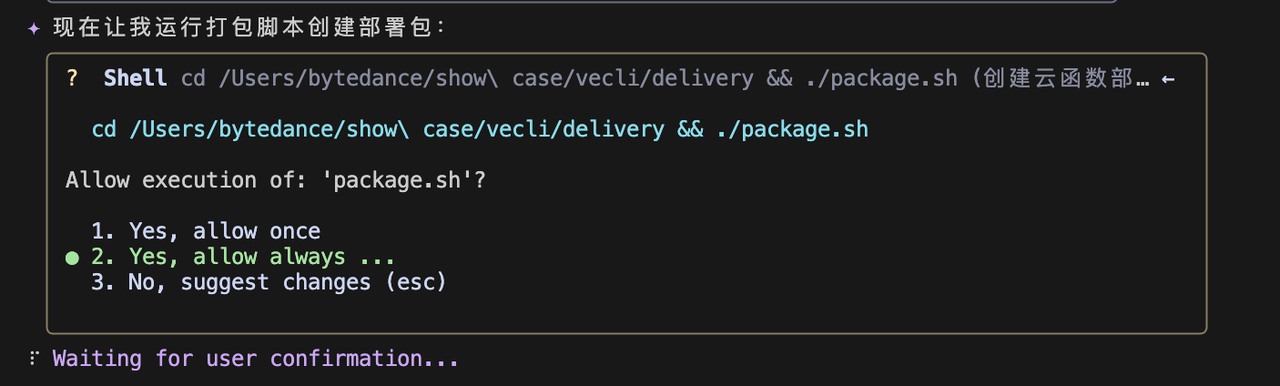 ✦ 现在让我运行打包脚本创建部署包：
? Shell cd /Users/bytedance/show\ case/vecli/delivery && ./package.sh (创建云函数部… ←
cd /Users/bytedance/show\ case/vecli/delivery && ./package.sh
Allow execution of: 'package.sh'?
1. Yes, allow once
● 2. Yes, allow always ...
3. No, suggest changes (esc)
⠏ Waiting for user confirmation...